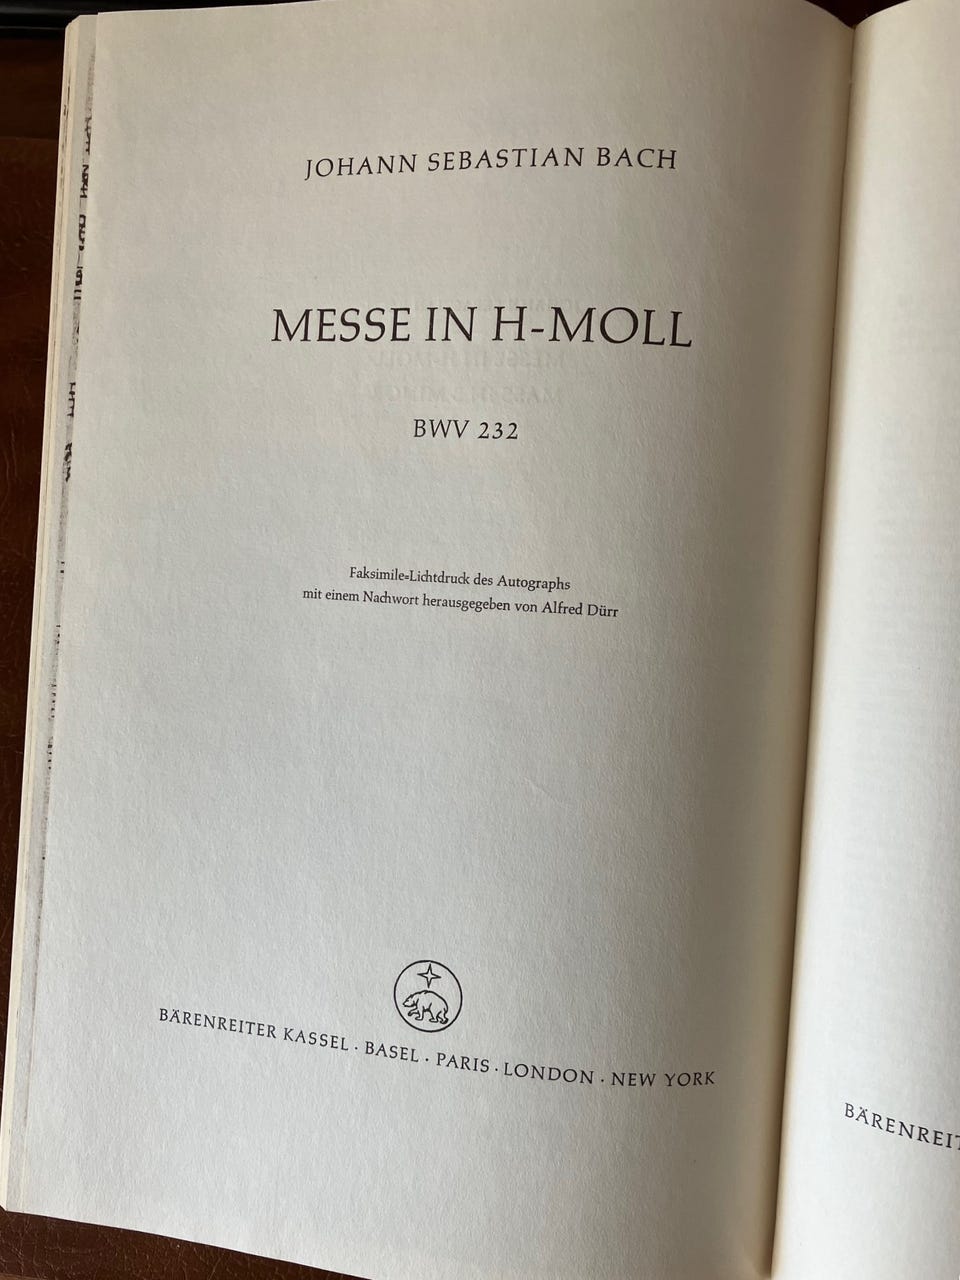 JOHANN SEBASTIAN BACH
MESSE IN H-MOLL
BWV 232
Faksimile=Lichtdruck des Autographs
mit einem Nachwort herausgegeben von Alfred Dürr
BÄRENREITER KASSEL · BASEL · PARIS · LONDON · NEW YORK
BÄRENREIT